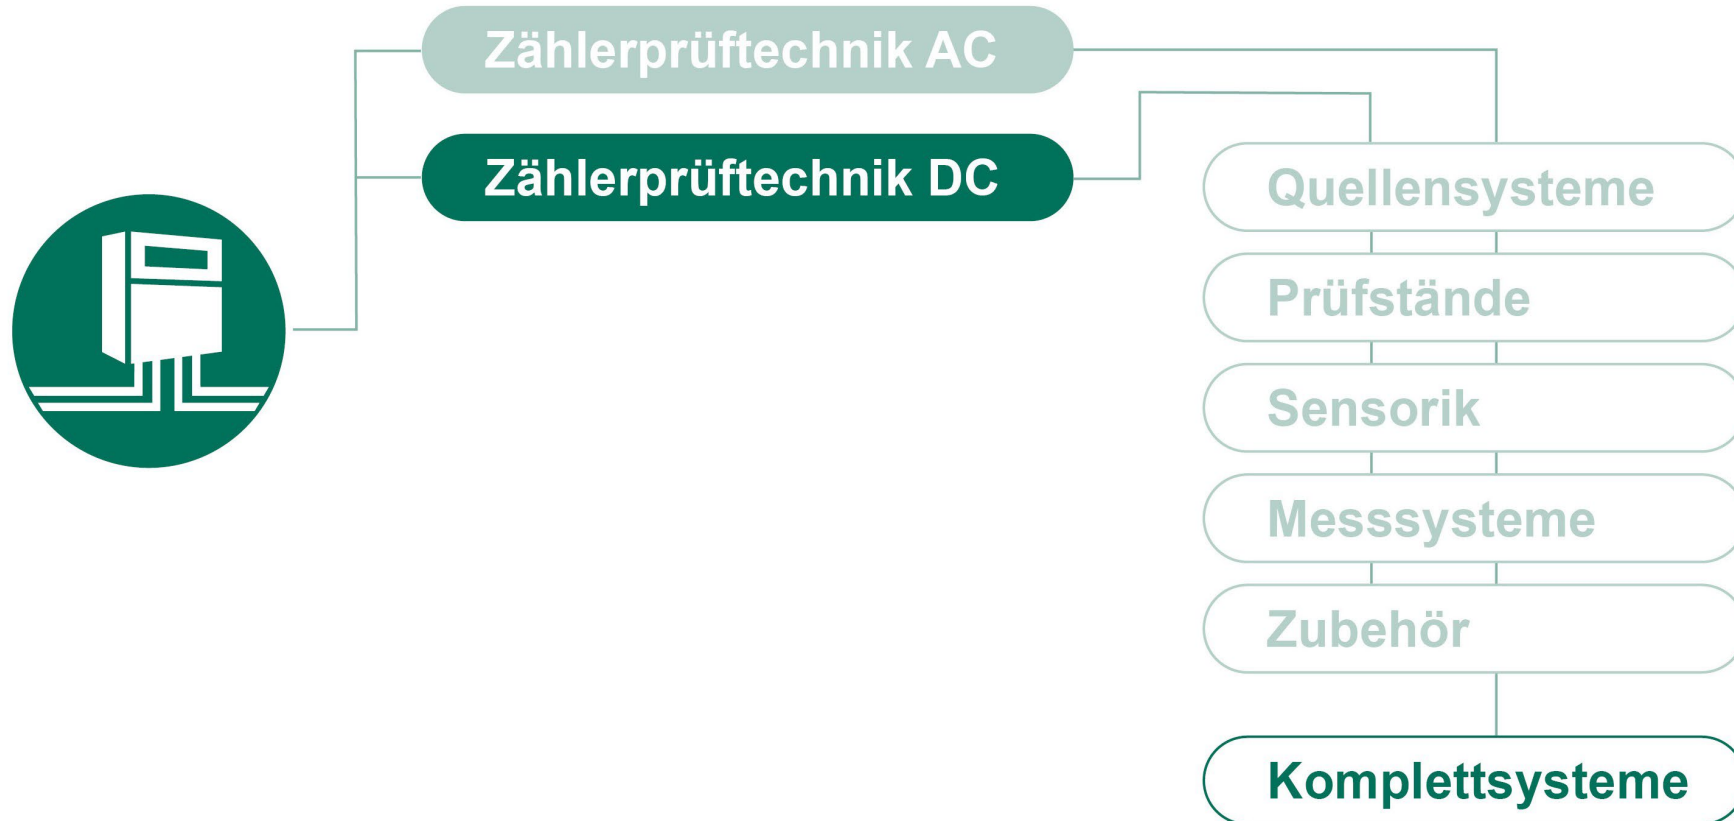 Zählerprüftechnik AC
Zählerprüftechnik DC
Quellensysteme
Prüfstände
Sensorik
Messsysteme
Zubehör
Komplettsysteme